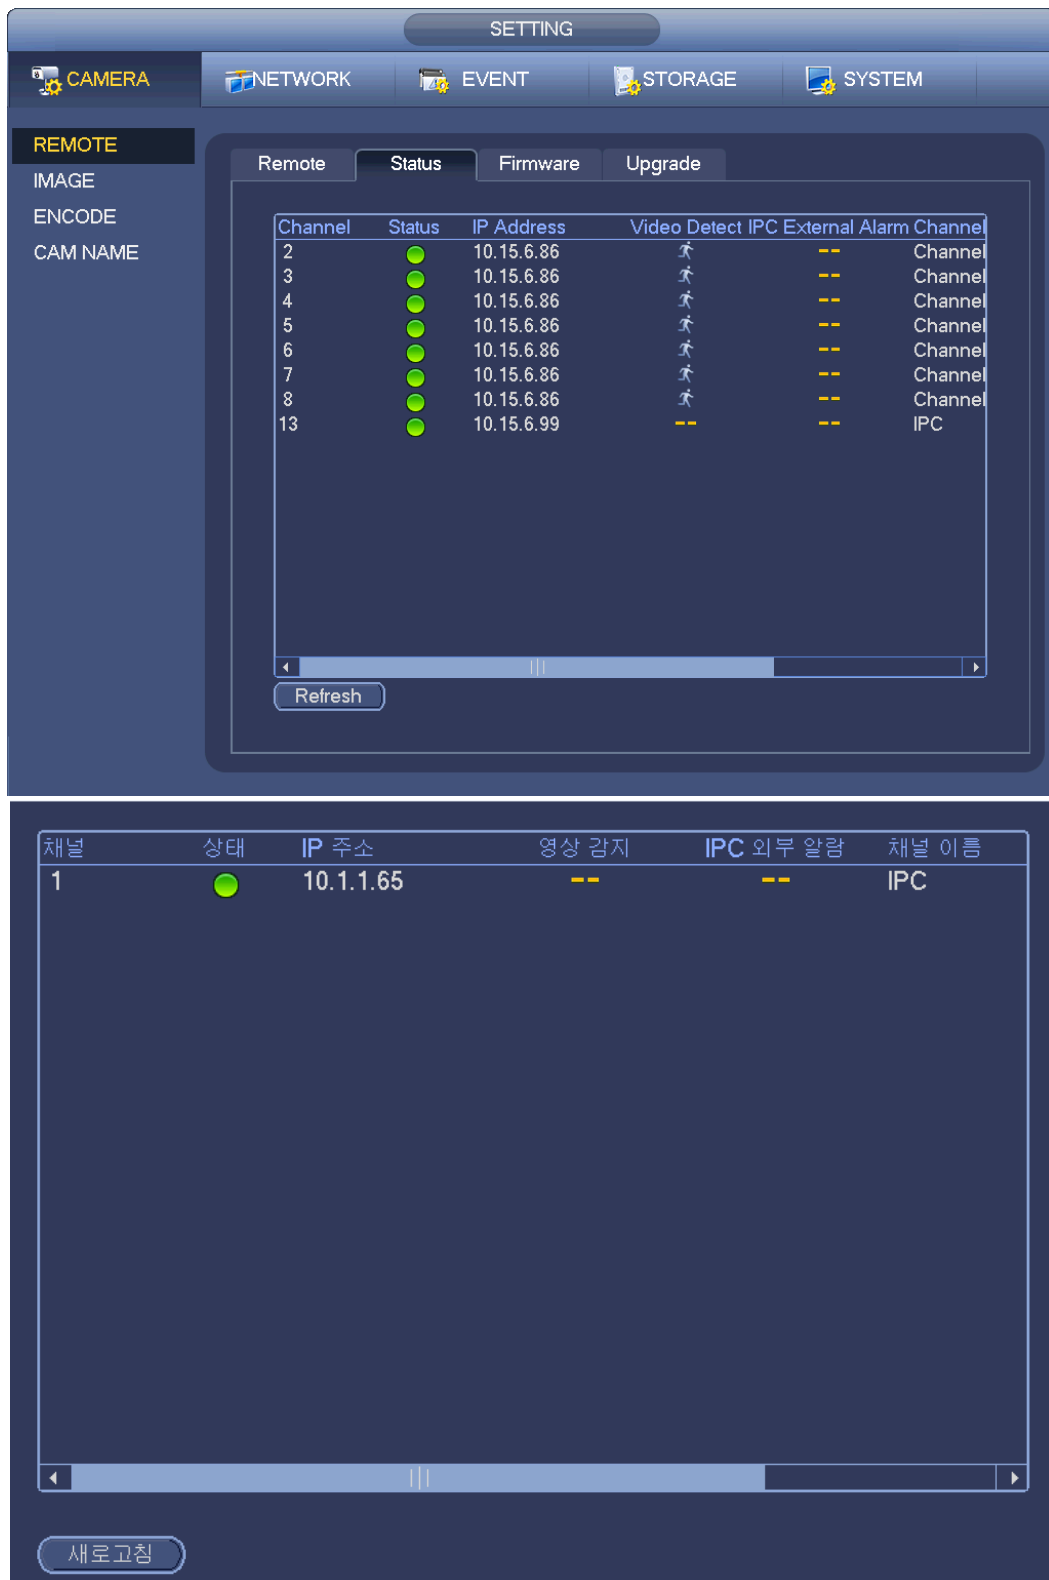 SETTING
CAMERA NETWORK EVENT STORAGE SYSTEM
REMOTE
IMAGE
ENCODE
CAM NAME
Remote Status Firmware Upgrade
Channel Status IP Address Video Detect IPC External Alarm Channel
2 10.15.6.86 -- Channel
3 10.15.6.86 -- Channel
4 10.15.6.86 -- Channel
5 10.15.6.86 -- Channel
6 10.15.6.86 -- Channel
7 10.15.6.86 -- Channel
8 10.15.6.86 -- Channel
13 10.15.6.99 -- -- IPC
Refresh
채널 상태 IP 주소 영상 감지 IPC 외부 알람 채널 이름
1 10.1.1.65 -- -- IPC
새로고침